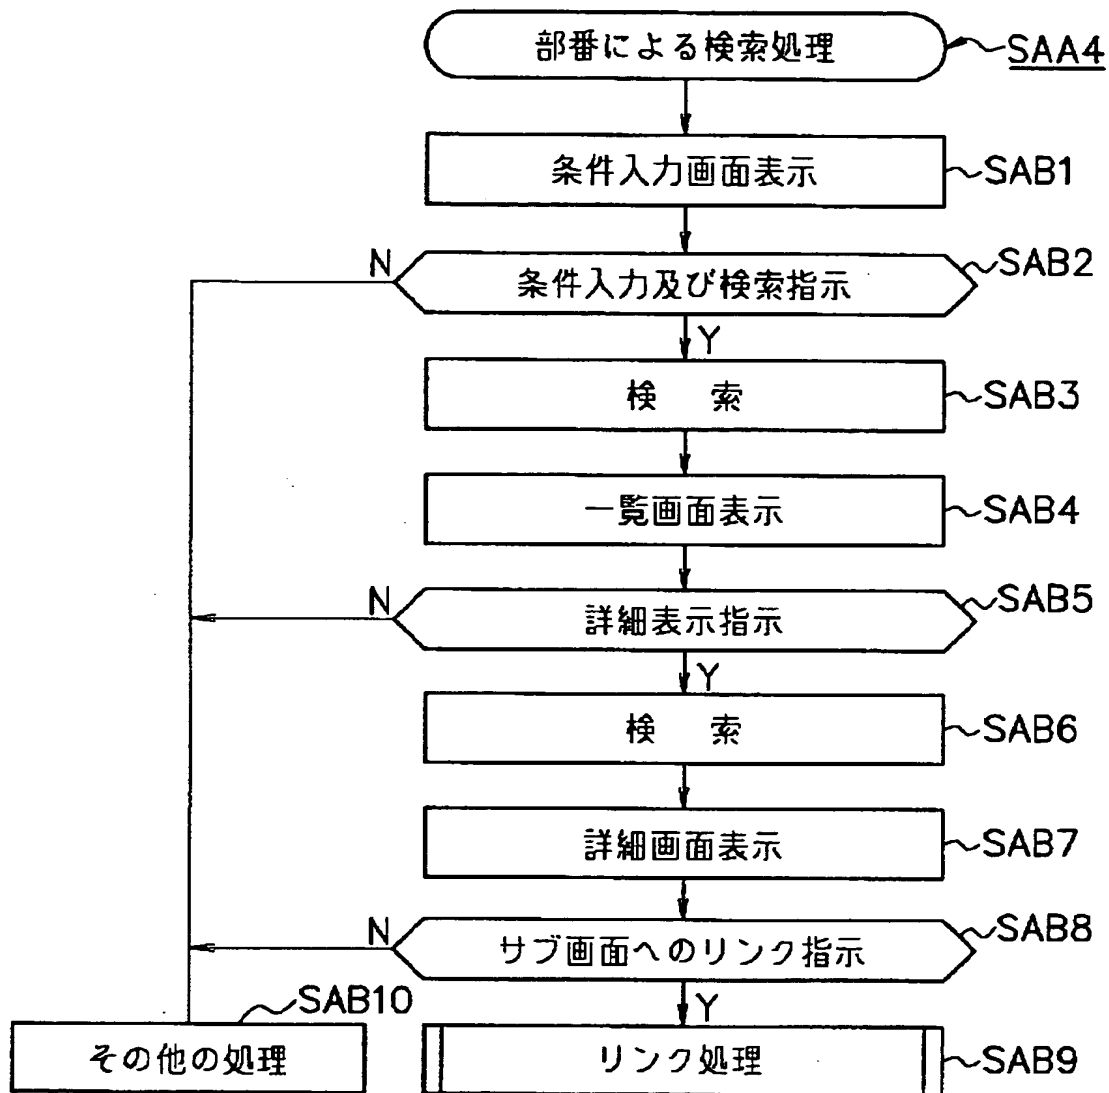 部番による検索処理
SAA4
条件入力画面表示
SAB1
N
条件入力及び検索指示
SAB2
Y
検 索
SAB3
一覧画面表示
SAB4
N
詳細表示指示
SAB5
Y
検 索
SAB6
詳細画面表示
SAB7
N
サブ画面へのリンク指示
SAB8
Y
SAB10
その他の処理
リンク処理
SAB9